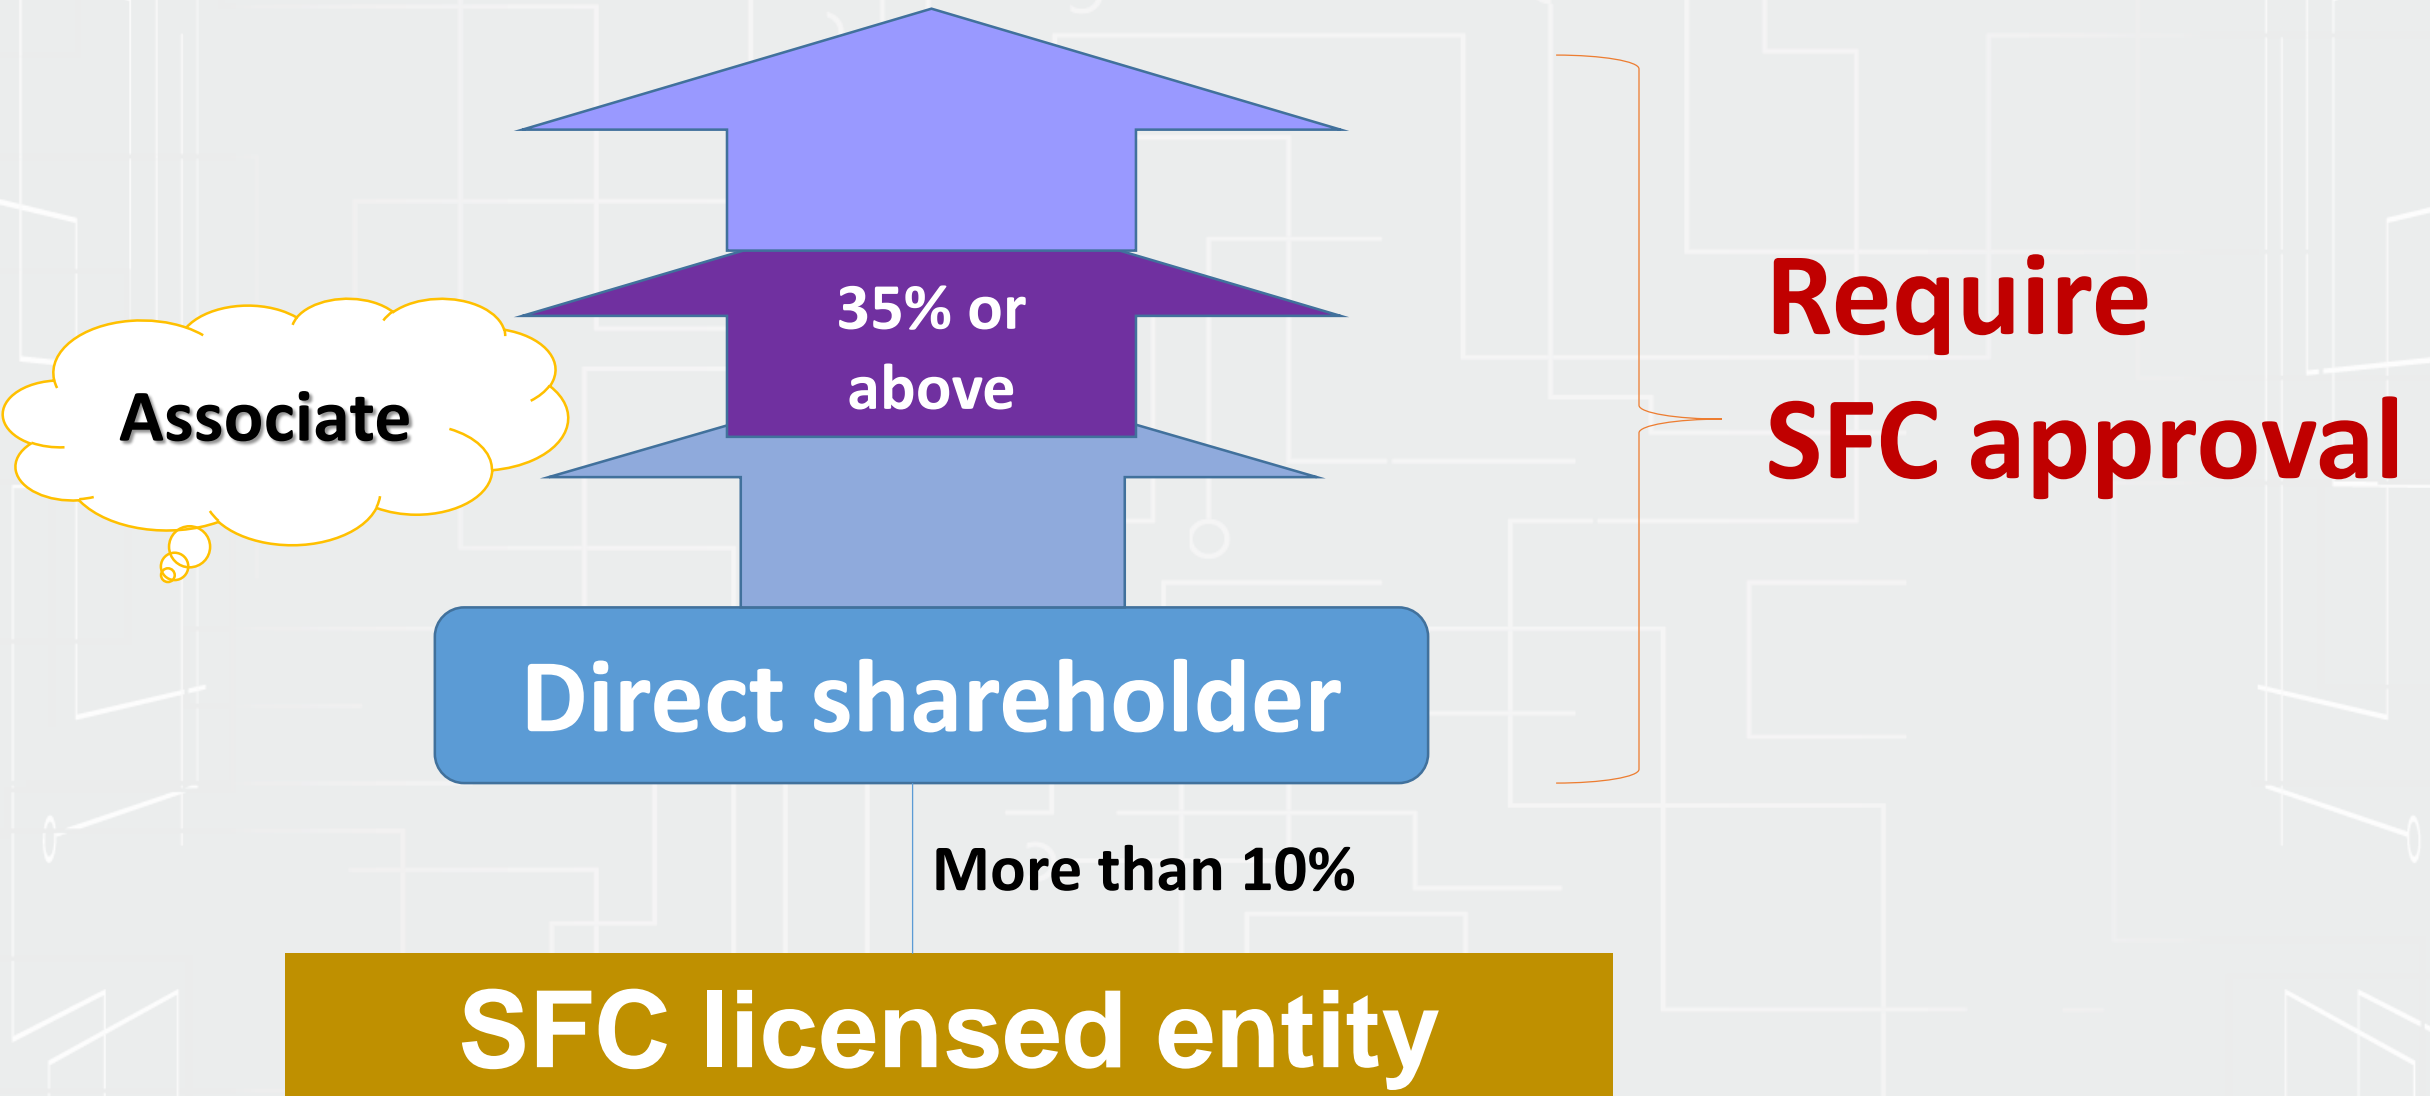 35% or
above
Associate
Require
SFC approval
Direct shareholder
More than 10%
SFC licensed entity